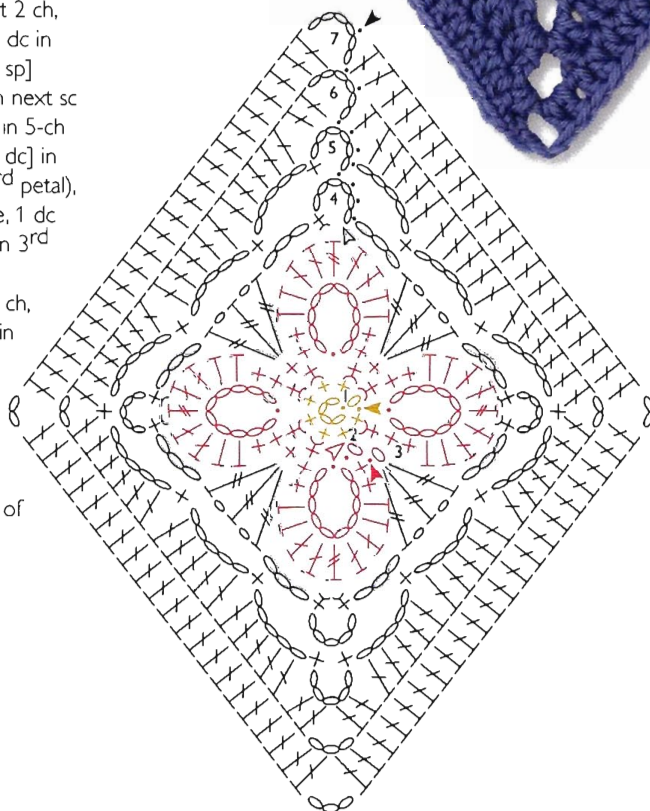 t 2 ch,
dc in
sp]
n next sc
in 5-ch
dc] in
rd petal),
e, 1 dc
n 3rd
ch,
in
of
7
6
5
4
1
2
3